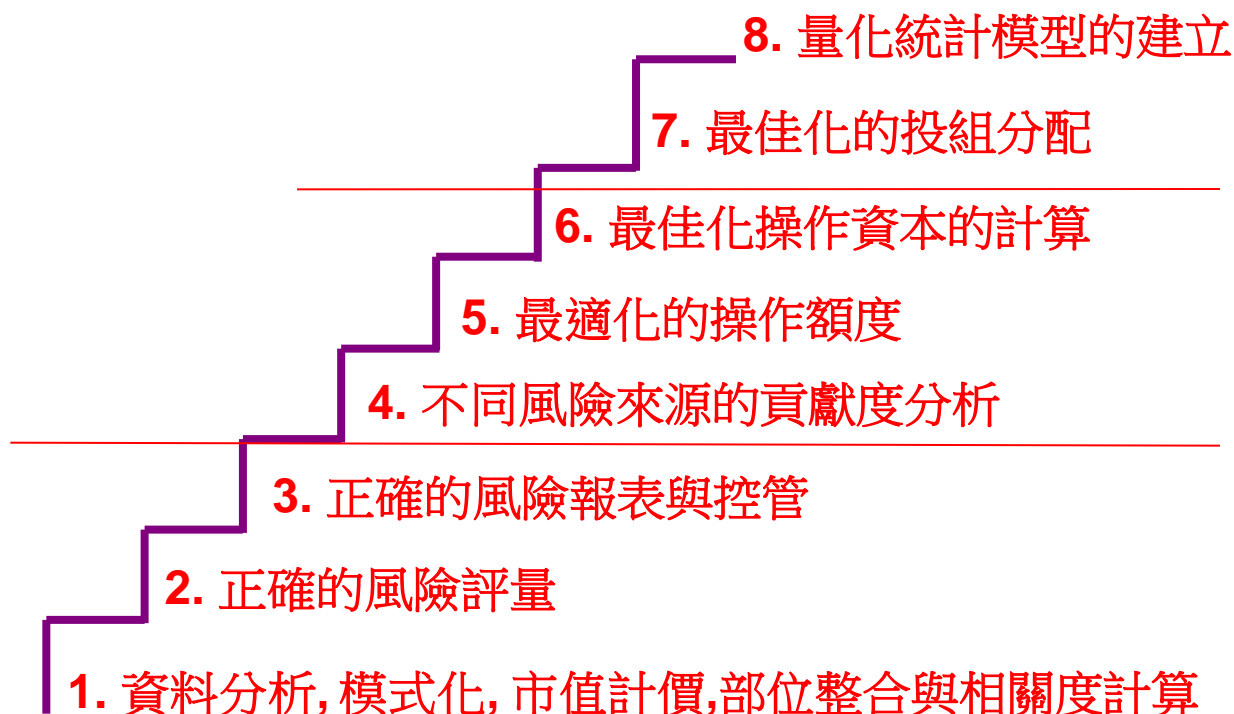 8. 量化統計模型的建立
7. 最佳化的投組分配
6. 最佳化操作資本的計算
5. 最適化的操作額度
4. 不同風險來源的貢獻度分析
3. 正確的風險報表與控管
2. 正確的風險評量
1. 資料分析, 模式化, 市值計價,部位整合與相關度計算